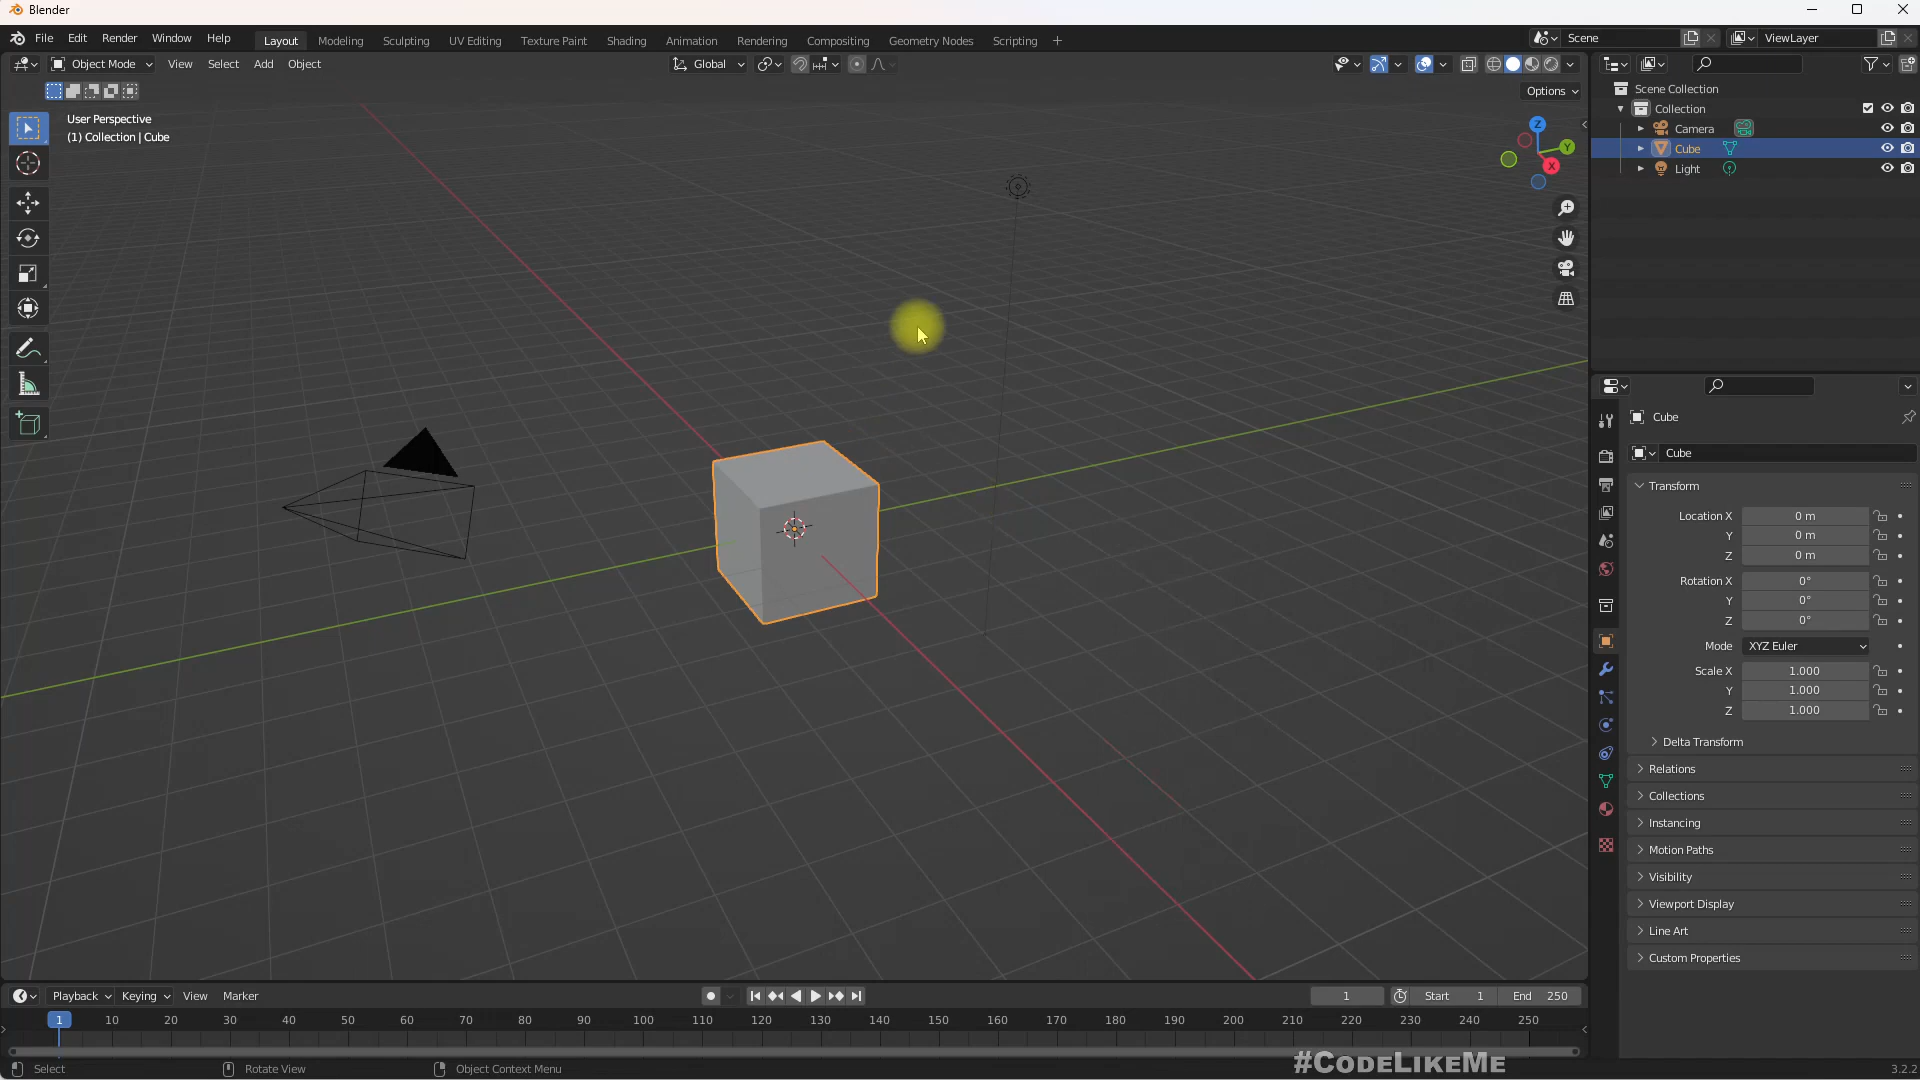 Blender
File Edit Render Window Help Layout Modeling Sculpting UV Editing Texture Paint Shading Animation Rendering Compositing Geometry Nodes Scripting + Scene ViewLayer
Object Mode View Select Add Object Global
Options
User Perspective
(1) Collection | Cube
Z
Y
X
Scene Collection
Collection
Camera
Cube
Light
Cube
Cube
Transform
Location X 0 m
Y 0 m
Z 0 m
Rotation X 0°
Y 0°
Z 0°
Mode XYZ Euler
Scale X 1.000
Y 1.000
Z 1.000
Delta Transform
Relations
Collections
Instancing
Motion Paths
Visibility
Viewport Display
Line Art
Custom Properties
Playback Keying View Marker 1 Start 1 End 250
1 10 20 30 40 50 60 70 80 90 100 110 120 130 140 150 160 170 180 190 200 210 220 230 240 250
#CodeLikeMe
Select Rotate View Object Context Menu 3.2.2